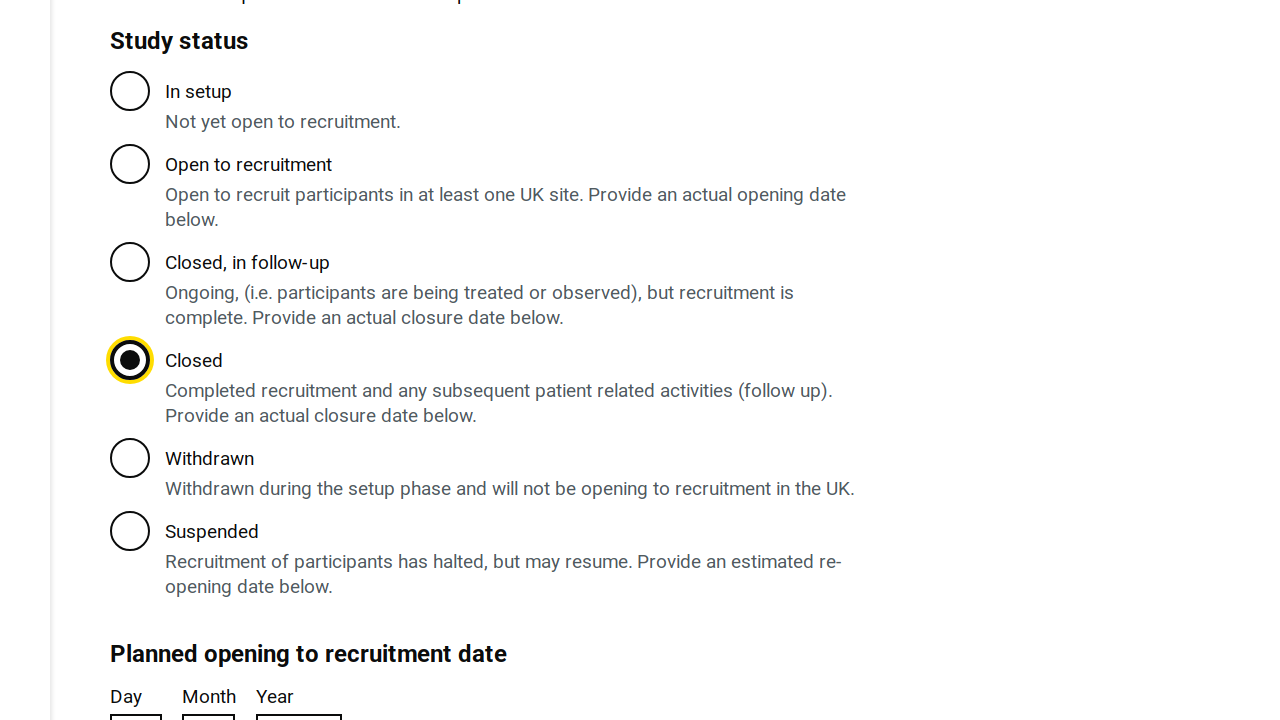 Study status
In setup
Not yet open to recruitment.
Open to recruitment
Open to recruit participants in at least one UK site. Provide an actual opening date
below.
Closed, in follow-up
Ongoing, (i.e. participants are being treated or observed), but recruitment is
complete. Provide an actual closure date below.
Closed
Completed recruitment and any subsequent patient related activities (follow up).
Provide an actual closure date below.
Withdrawn
Withdrawn during the setup phase and will not be opening to recruitment in the UK.
Suspended
Recruitment of participants has halted, but may resume. Provide an estimated re-
opening date below.
Planned opening to recruitment date
Day Month Year